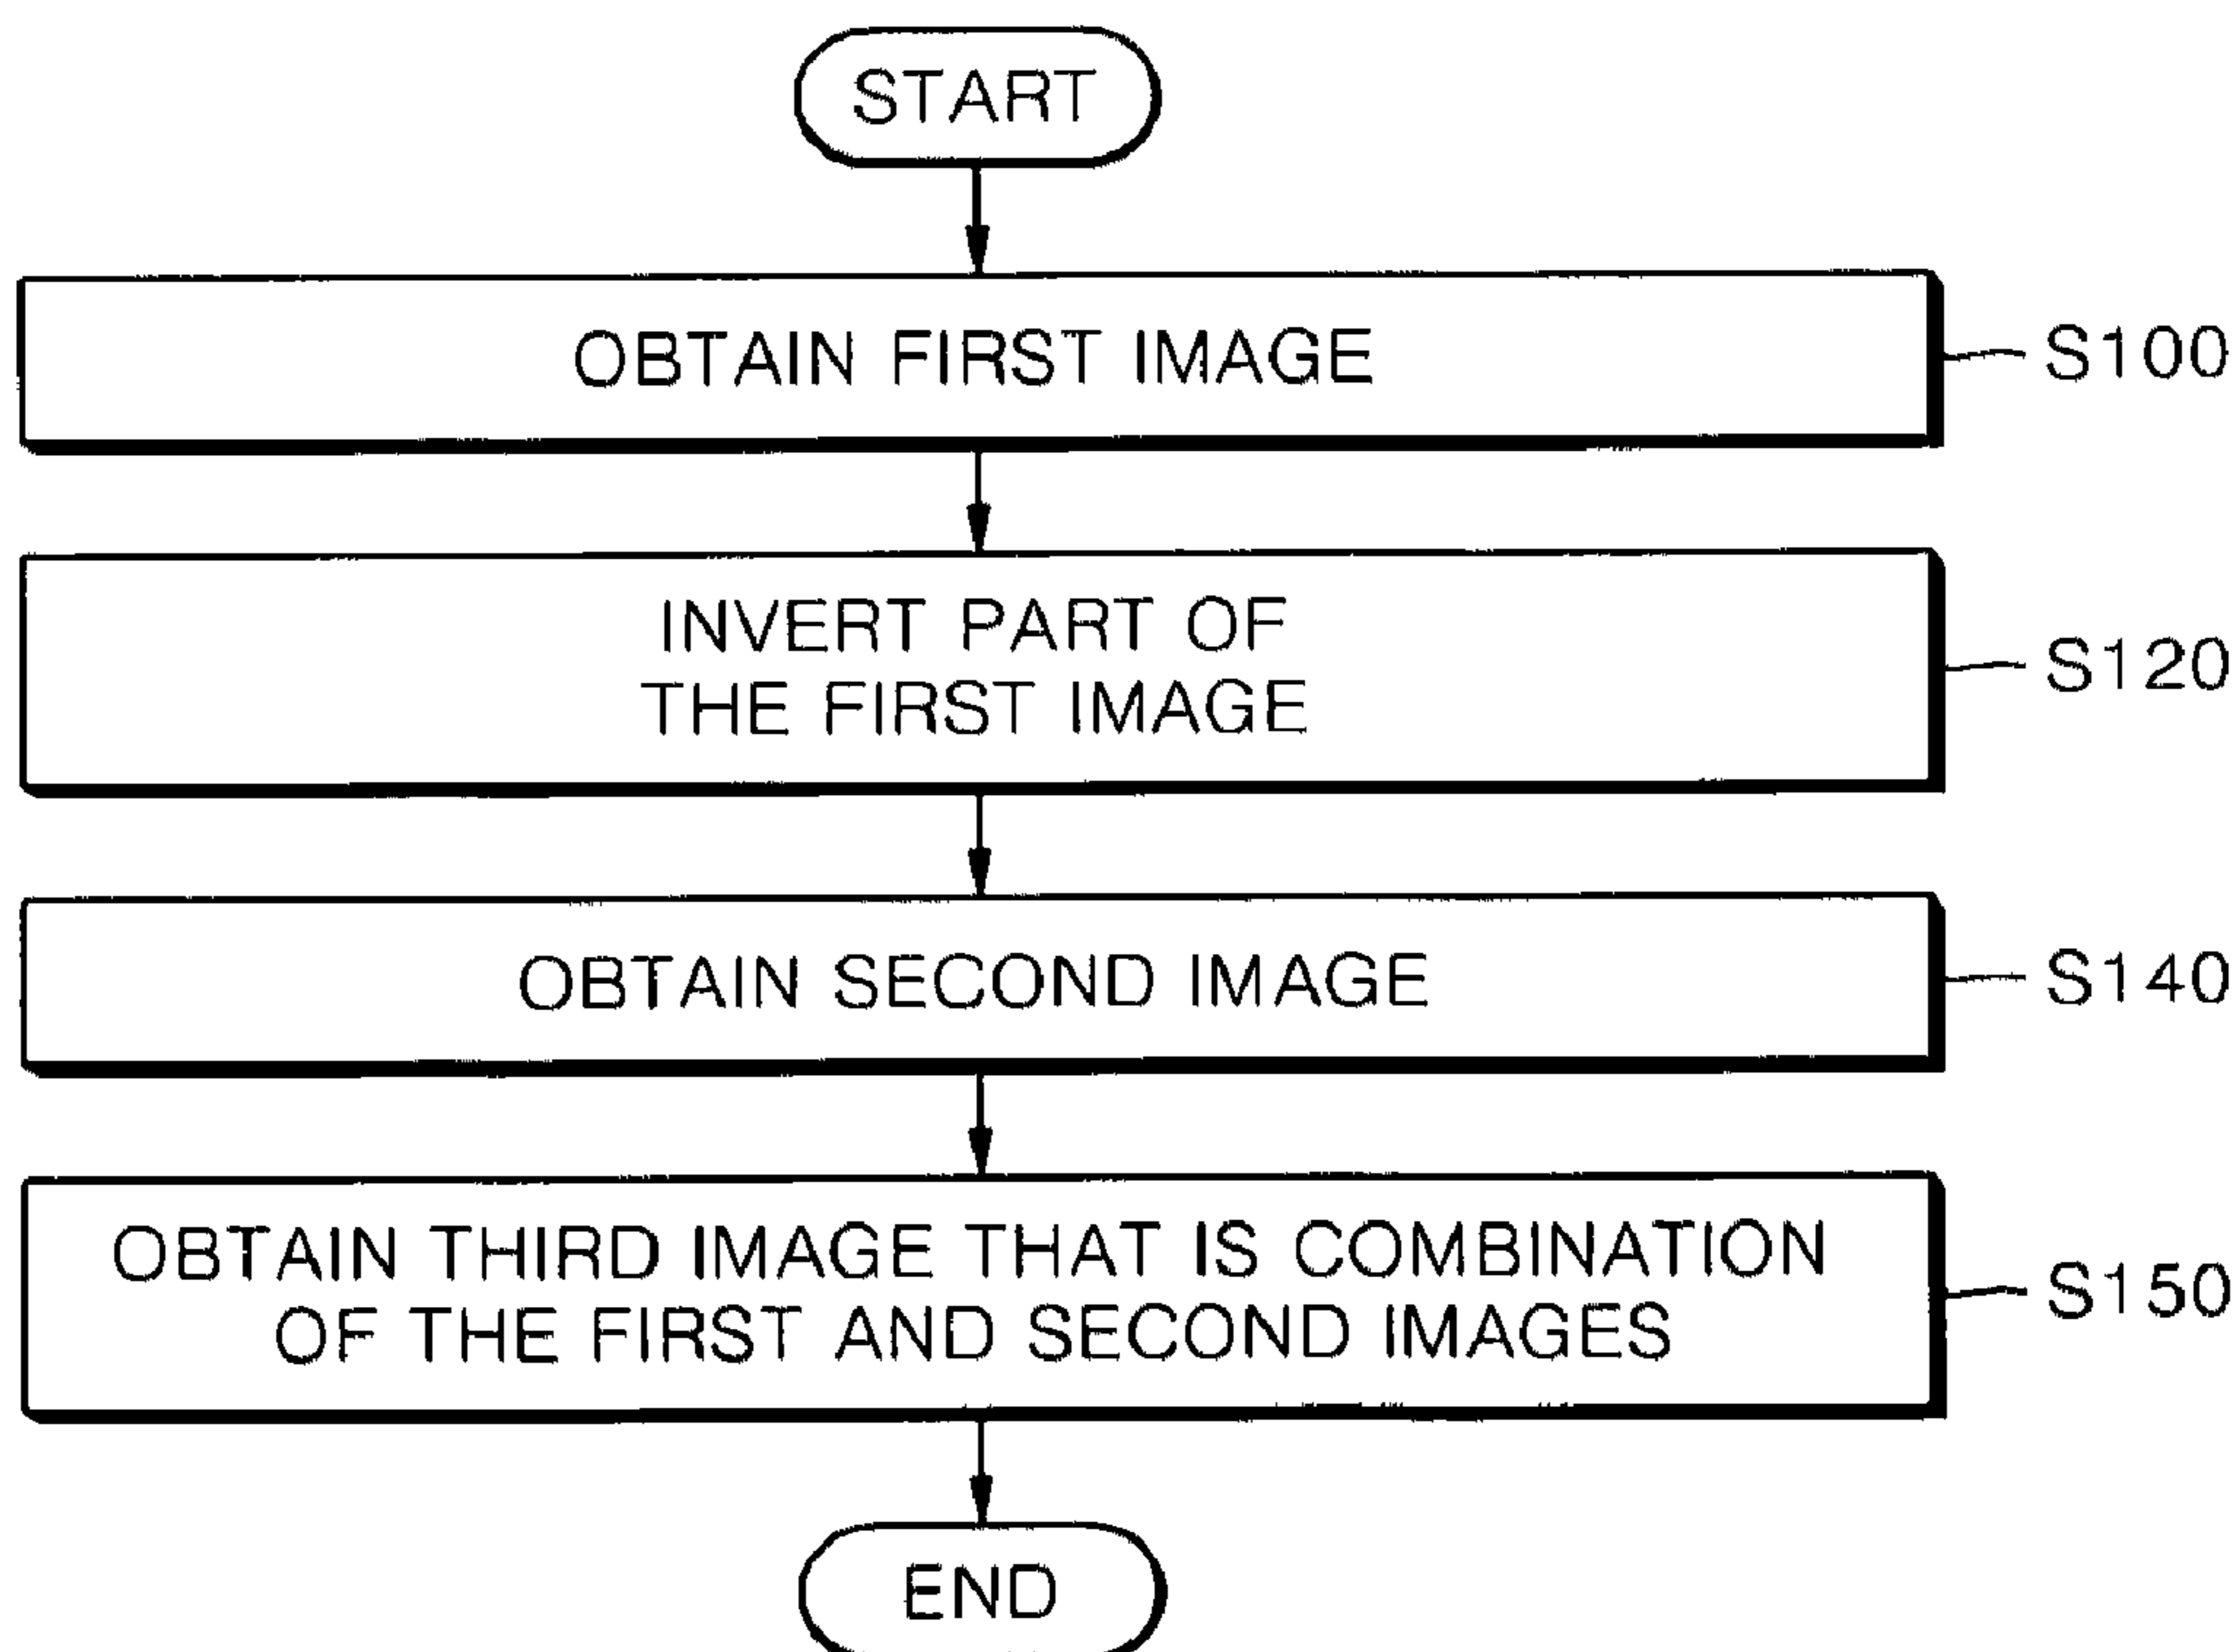 START
OBTAIN FIRST IMAGE
S100
INVERT PART OF
THE FIRST IMAGE
S120
OBTAIN SECOND IMAGE
S140
OBTAIN THIRD IMAGE THAT IS COMBINATION
OF THE FIRST AND SECOND IMAGES
S150
END